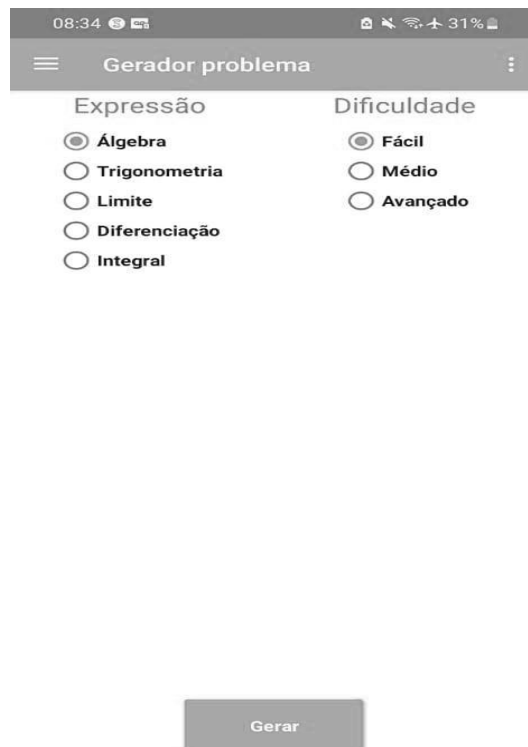 08:34 31%
Gerador problema
Expressão Dificuldade
Álgebra Fácil
Trigonometria Médio
Limite Avançado
Diferenciação
Integral
Gerar